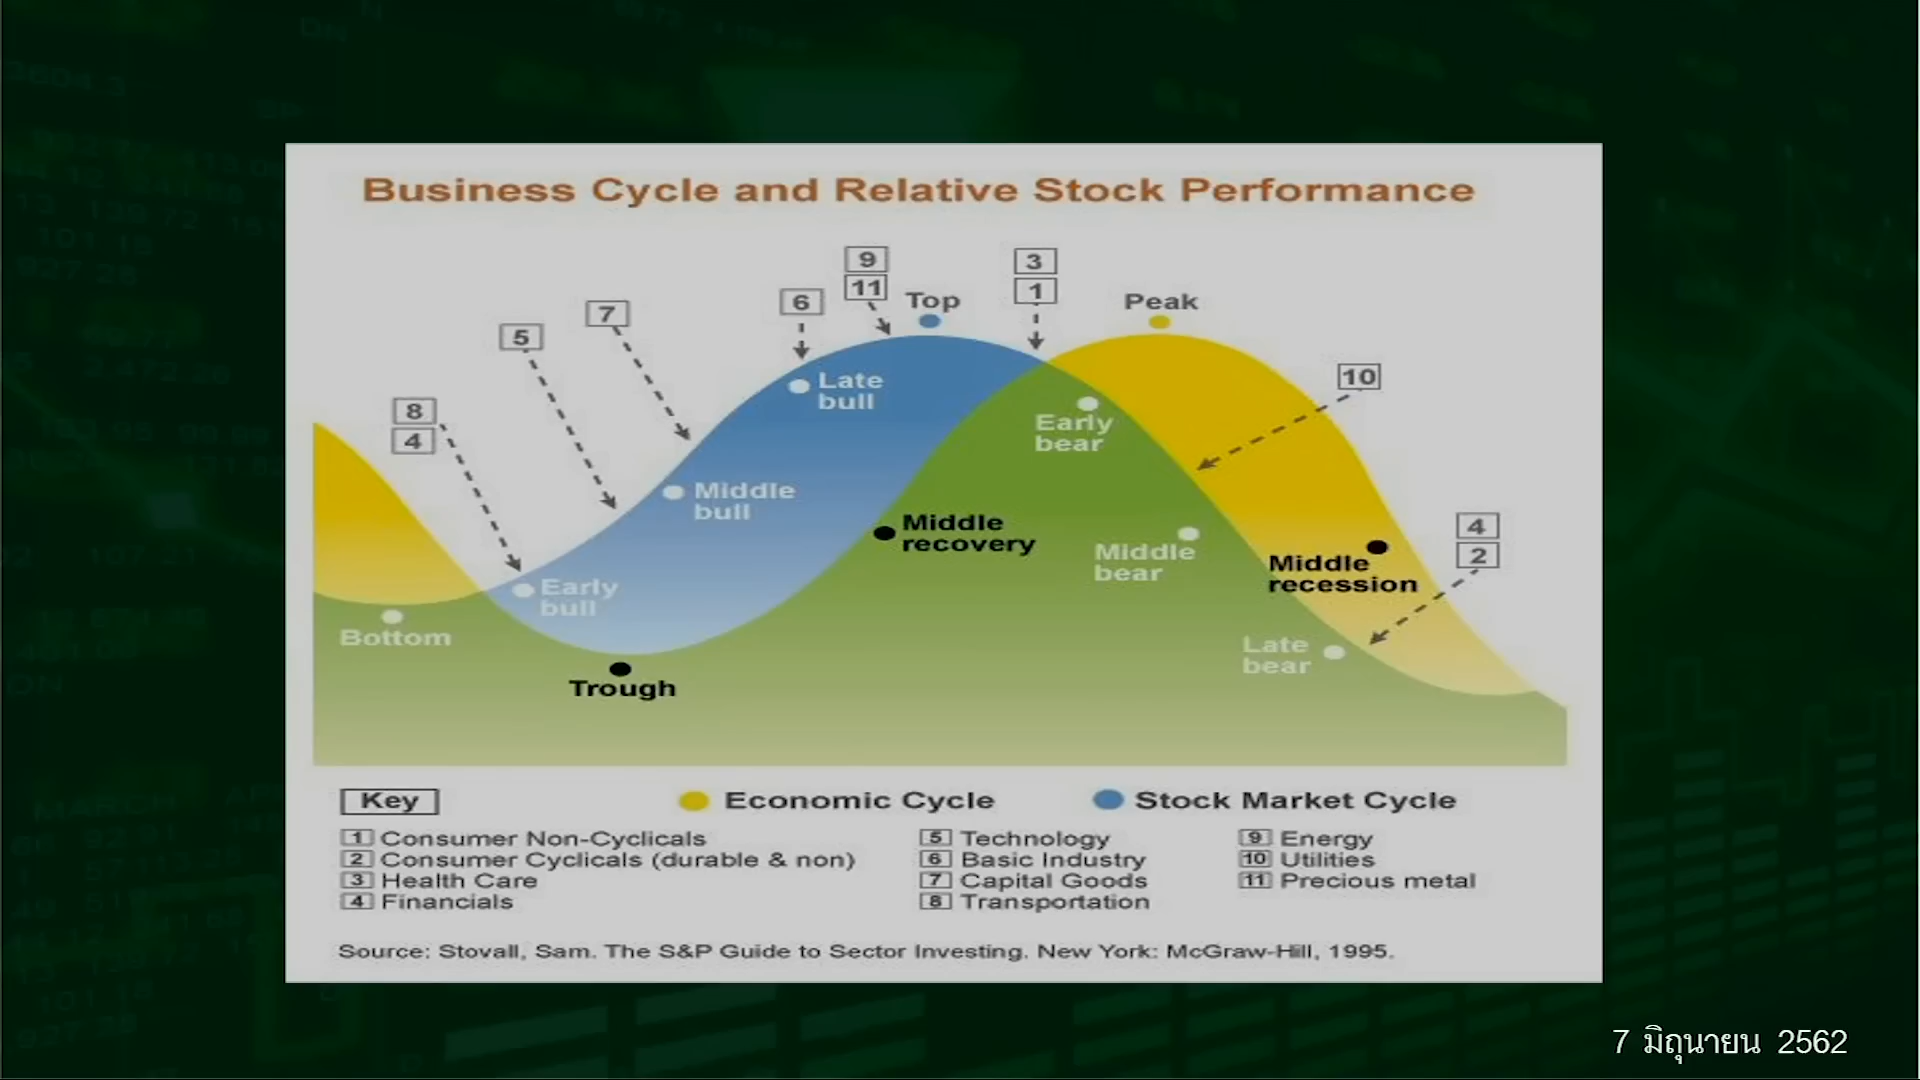 Business Cycle and Relative Stock Performance
9
3
6
11
Top
1
Peak
7
5
10
Late
bull
8
Early
bear
4
Middle
bull
Middle
recovery
4
Middle
bear
2
Middle
recession
Early
bull
Bottom
Late
bear
Trough
Key
Economic Cycle
Stock Market Cycle
1 Consumer Non-Cyclicals
2 Consumer Cyclicals (durable & non)
3 Health Care
4 Financials
5 Technology
6 Basic Industry
7 Capital Goods
8 Transportation
9 Energy
10 Utilities
11 Precious metal
Source: Stovall, Sam. The S&P Guide to Sector Investing. New York: McGraw-Hill, 1995.
7 มิถุนายน 2562